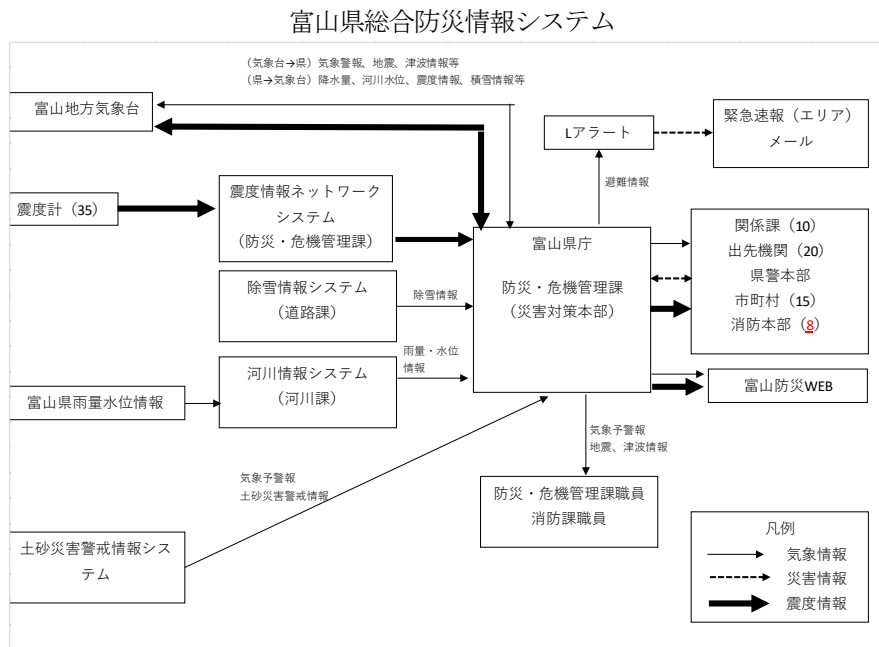 富山県総合防災情報システム
（気象台→県）気象警報、地震、津波情報等
（県→気象台）降水量、河川水位、震度情報、積雪情報等
富山地方気象台
Lアラート
緊急速報（エリア）
メール
避難情報
震度計（35）
震度情報ネットワーク
システム
（防災・危機管理課）
富山県庁
防災・危機管理課
（災害対策本部）
関係課（10）
出先機関（20）
県警本部
市町村（15）
消防本部（8）
除雪情報システム
（道路課）
除雪情報
雨量・水位
情報
河川情報システム
（河川課）
富山県雨量水位情報
富山防災WEB
気象予警報
地震、津波情報
気象予警報
土砂災害警戒情報
防災・危機管理課職員
消防課職員
土砂災害警戒情報シス
テム
凡例
気象情報
災害情報
震度情報